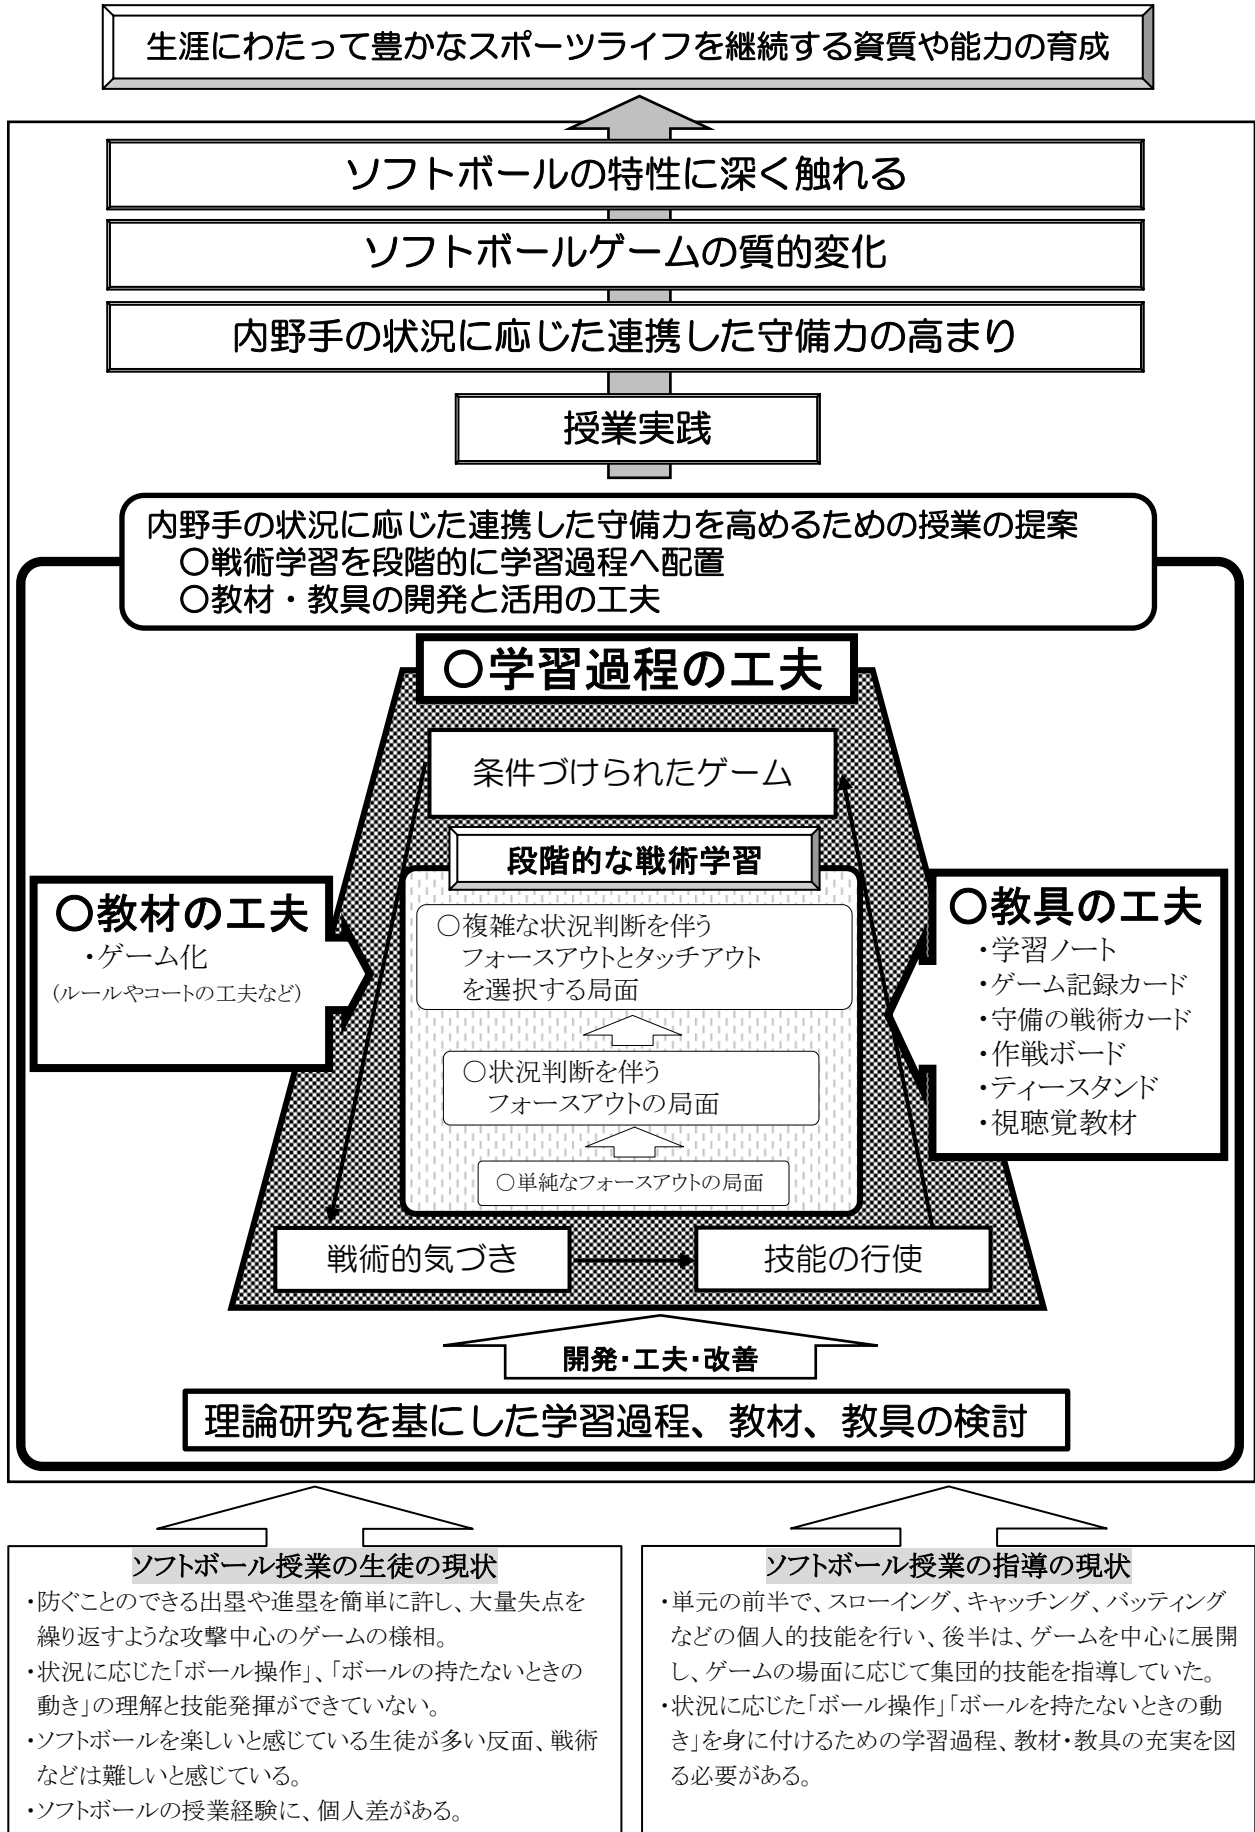 生涯にわたって豊かなスポーツライフを継続する資質や能力の育成
ソフトボールの特性に深く触れる
ソフトボールゲームの質的変化
内野手の状況に応じた連携した守備力の高まり
授業実践
内野手の状況に応じた連携した守備力を高めるための授業の提案
○戦術学習を段階的に学習過程へ配置
○教材・教具の開発と活用の工夫
○学習過程の工夫
条件づけられたゲーム
段階的な戦術学習
○複雑な状況判断を伴う
フォースアウトとタッチアウト
を選択する局面
○状況判断を伴う
フォースアウトの局面
○単純なフォースアウトの局面
戦術的気づき
技能の行使
○教材の工夫
・ゲーム化
(ルールやコートの工夫など)
○教具の工夫
・学習ノート
・ゲーム記録カード
・守備の戦術カード
・作戦ボード
・ティースタンド
・視聴覚教材
開発・工夫・改善
理論研究を基にした学習過程、教材、教具の検討
ソフトボール授業の生徒の現状
・防ぐことのできる出塁や進塁を簡単に許し、大量失点を
繰り返すような攻撃中心のゲームの様相。
・状況に応じた「ボール操作」、「ボールの持たないときの
動き」の理解と技能発揮ができていない。
・ソフトボールを楽しいと感じている生徒が多い反面、戦術
などは難しいと感じている。
・ソフトボールの授業経験に、個人差がある。
ソフトボール授業の指導の現状
・単元の前半で、スローイング、キャッチング、バッティング
などの個人的技能を行い、後半は、ゲームを中心に展開
し、ゲームの場面に応じて集団的技能を指導していた。
・状況に応じた「ボール操作」「ボールを持たないときの動
き」を身に付けるための学習過程、教材・教具の充実を図
る必要がある。